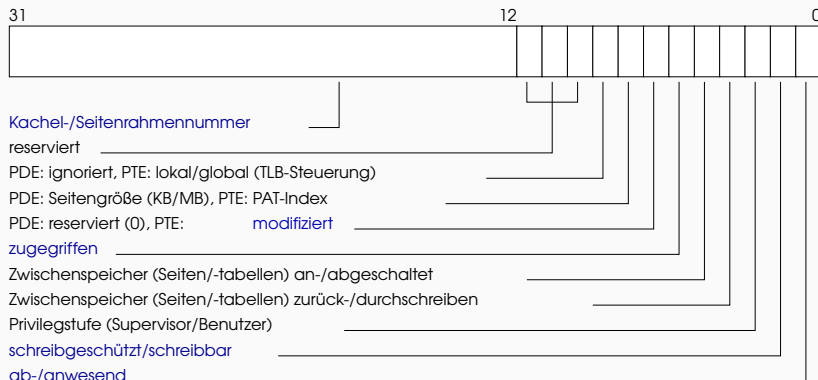 31 12 0
Kachel-/Seitenrahmennummer
reserviert
PDE: ignoriert, PTE: lokal/global (TLB-Steuerung)
PDE: Seitengröße (KB/MB), PTE: PAT-Index
PDE: reserviert (0), PTE: modifiziert
zugegriffen
Zwischenspeicher (Seiten/-tabellen) an-/abgeschaltet
Zwischenspeicher (Seiten/-tabellen) zurück-/durchschreiben
Privilegstufe (Supervisor/Benutzer)
schreibgeschützt/schreibbar
ab-/anwesend